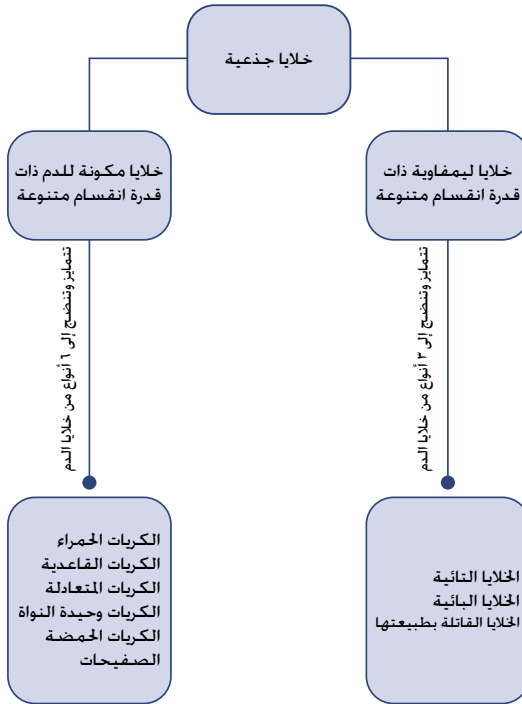 خلايا جذعية
خلايا ليمفاوية ذات
قدرة انقسام متنوعة
تتمايز وتنضج إلى ٣ أنواع من خلايا الدم
الخلايا التائية
الخلايا البائية
الخلايا القاتلة بطبيعتها
خلايا مكونة للدم ذات
قدرة انقسام متنوعة
تتمايز وتنضج إلى ٦ أنواع من خلايا الدم
الكريات الحمراء
الكريات القاعدية
الكريات المتعادلة
الكريات وحيدة النواة
الكريات الحمضة
الصفيحات